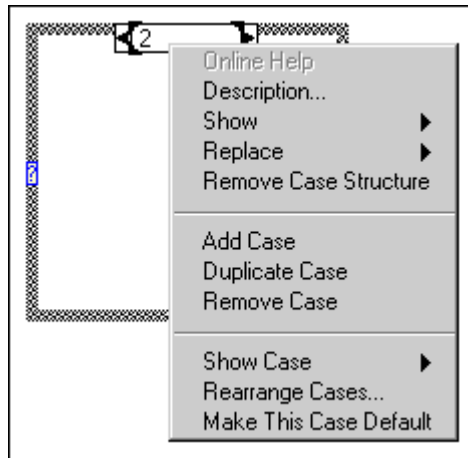 2
Online Help
Description...
Show
Replace
?
Remove Case Structure
Add Case
Duplicate Case
Remove Case
Show Case
Rearrange Cases...
Make This Case Default